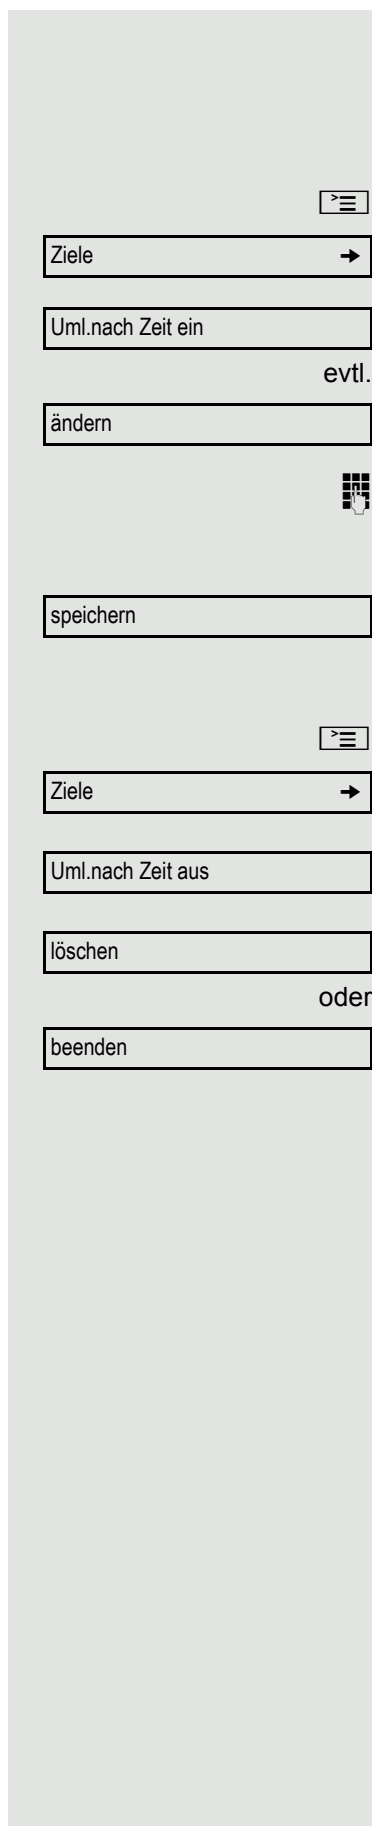 Ziele
Uml.nach Zeit ein
evtl.
ändern
speichern
Ziele
Uml.nach Zeit aus
löschen
oder
beenden